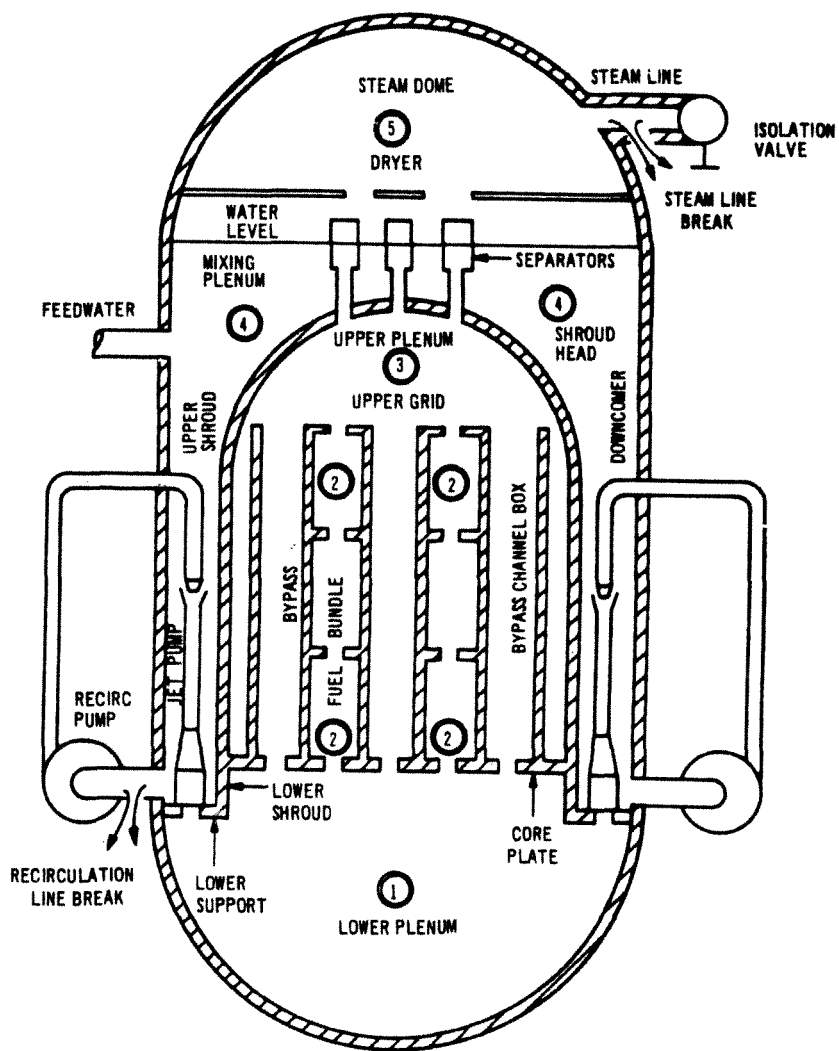 STEAM LINE
STEAM DOME
5
DRYER
ISOLATION
VALVE
STEAM LINE
BREAK
WATER
LEVEL
SEPARATORS
MIXING
PLENUM
FEEDWATER
4
4
UPPER PLENUM
SHROUD
HEAD
3
UPPER GRID
UPPER
SHROUD
DOWNCOMER
2
2
BYPASS
FUEL BUNDLE
BYPASS CHANNEL BOX
JET PUMP
RECIRC
PUMP
2
2
LOWER
SHROUD
CORE
PLATE
RECIRCULATION
LINE BREAK
LOWER
SUPPORT
1
LOWER PLENUM